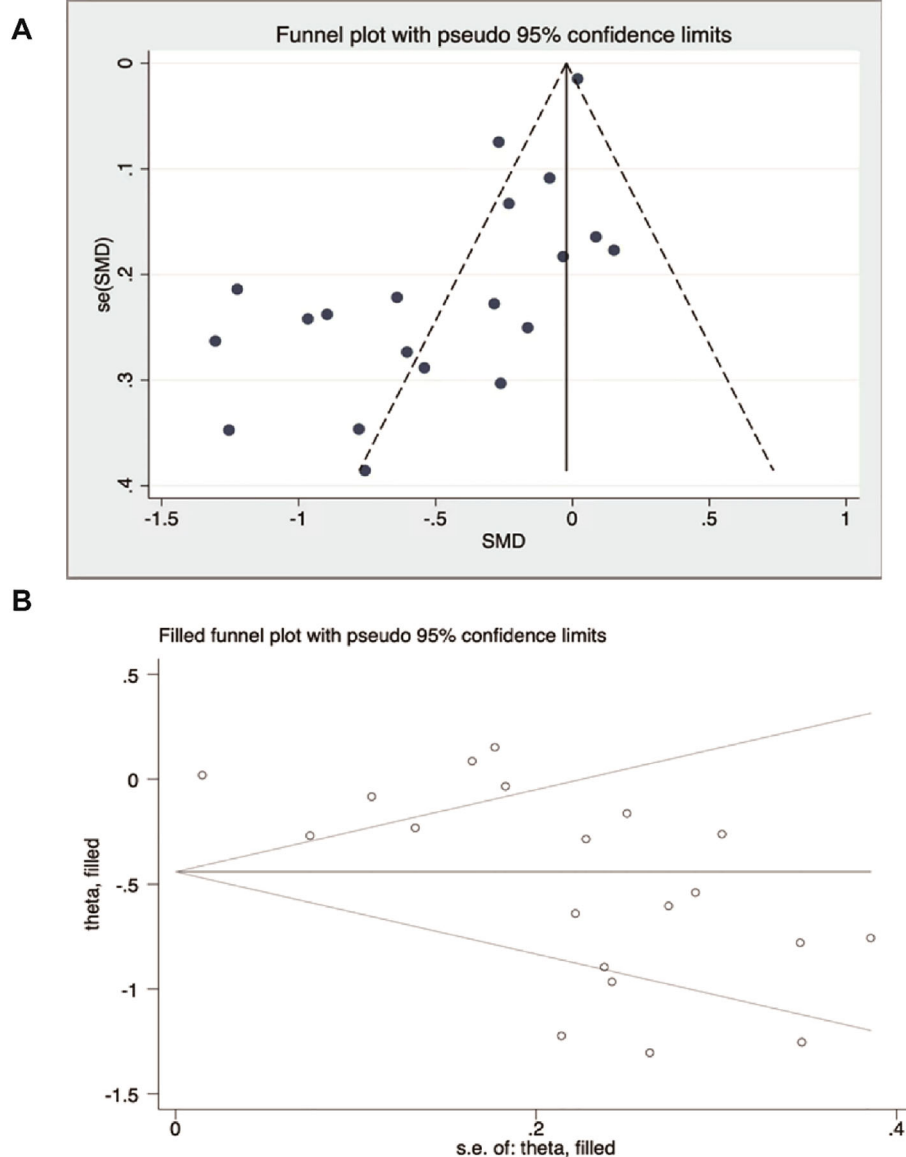 A
Funnel plot with pseudo 95% confidence limits
0
.1
.2
.3
.4
se(SMD)
-1.5 -1 -.5 0 .5 1
SMD
B
Filled funnel plot with pseudo 95% confidence limits
.5
0
-.5
-1
-1.5
theta, filled
0 .2 .4
s.e. of: theta, filled